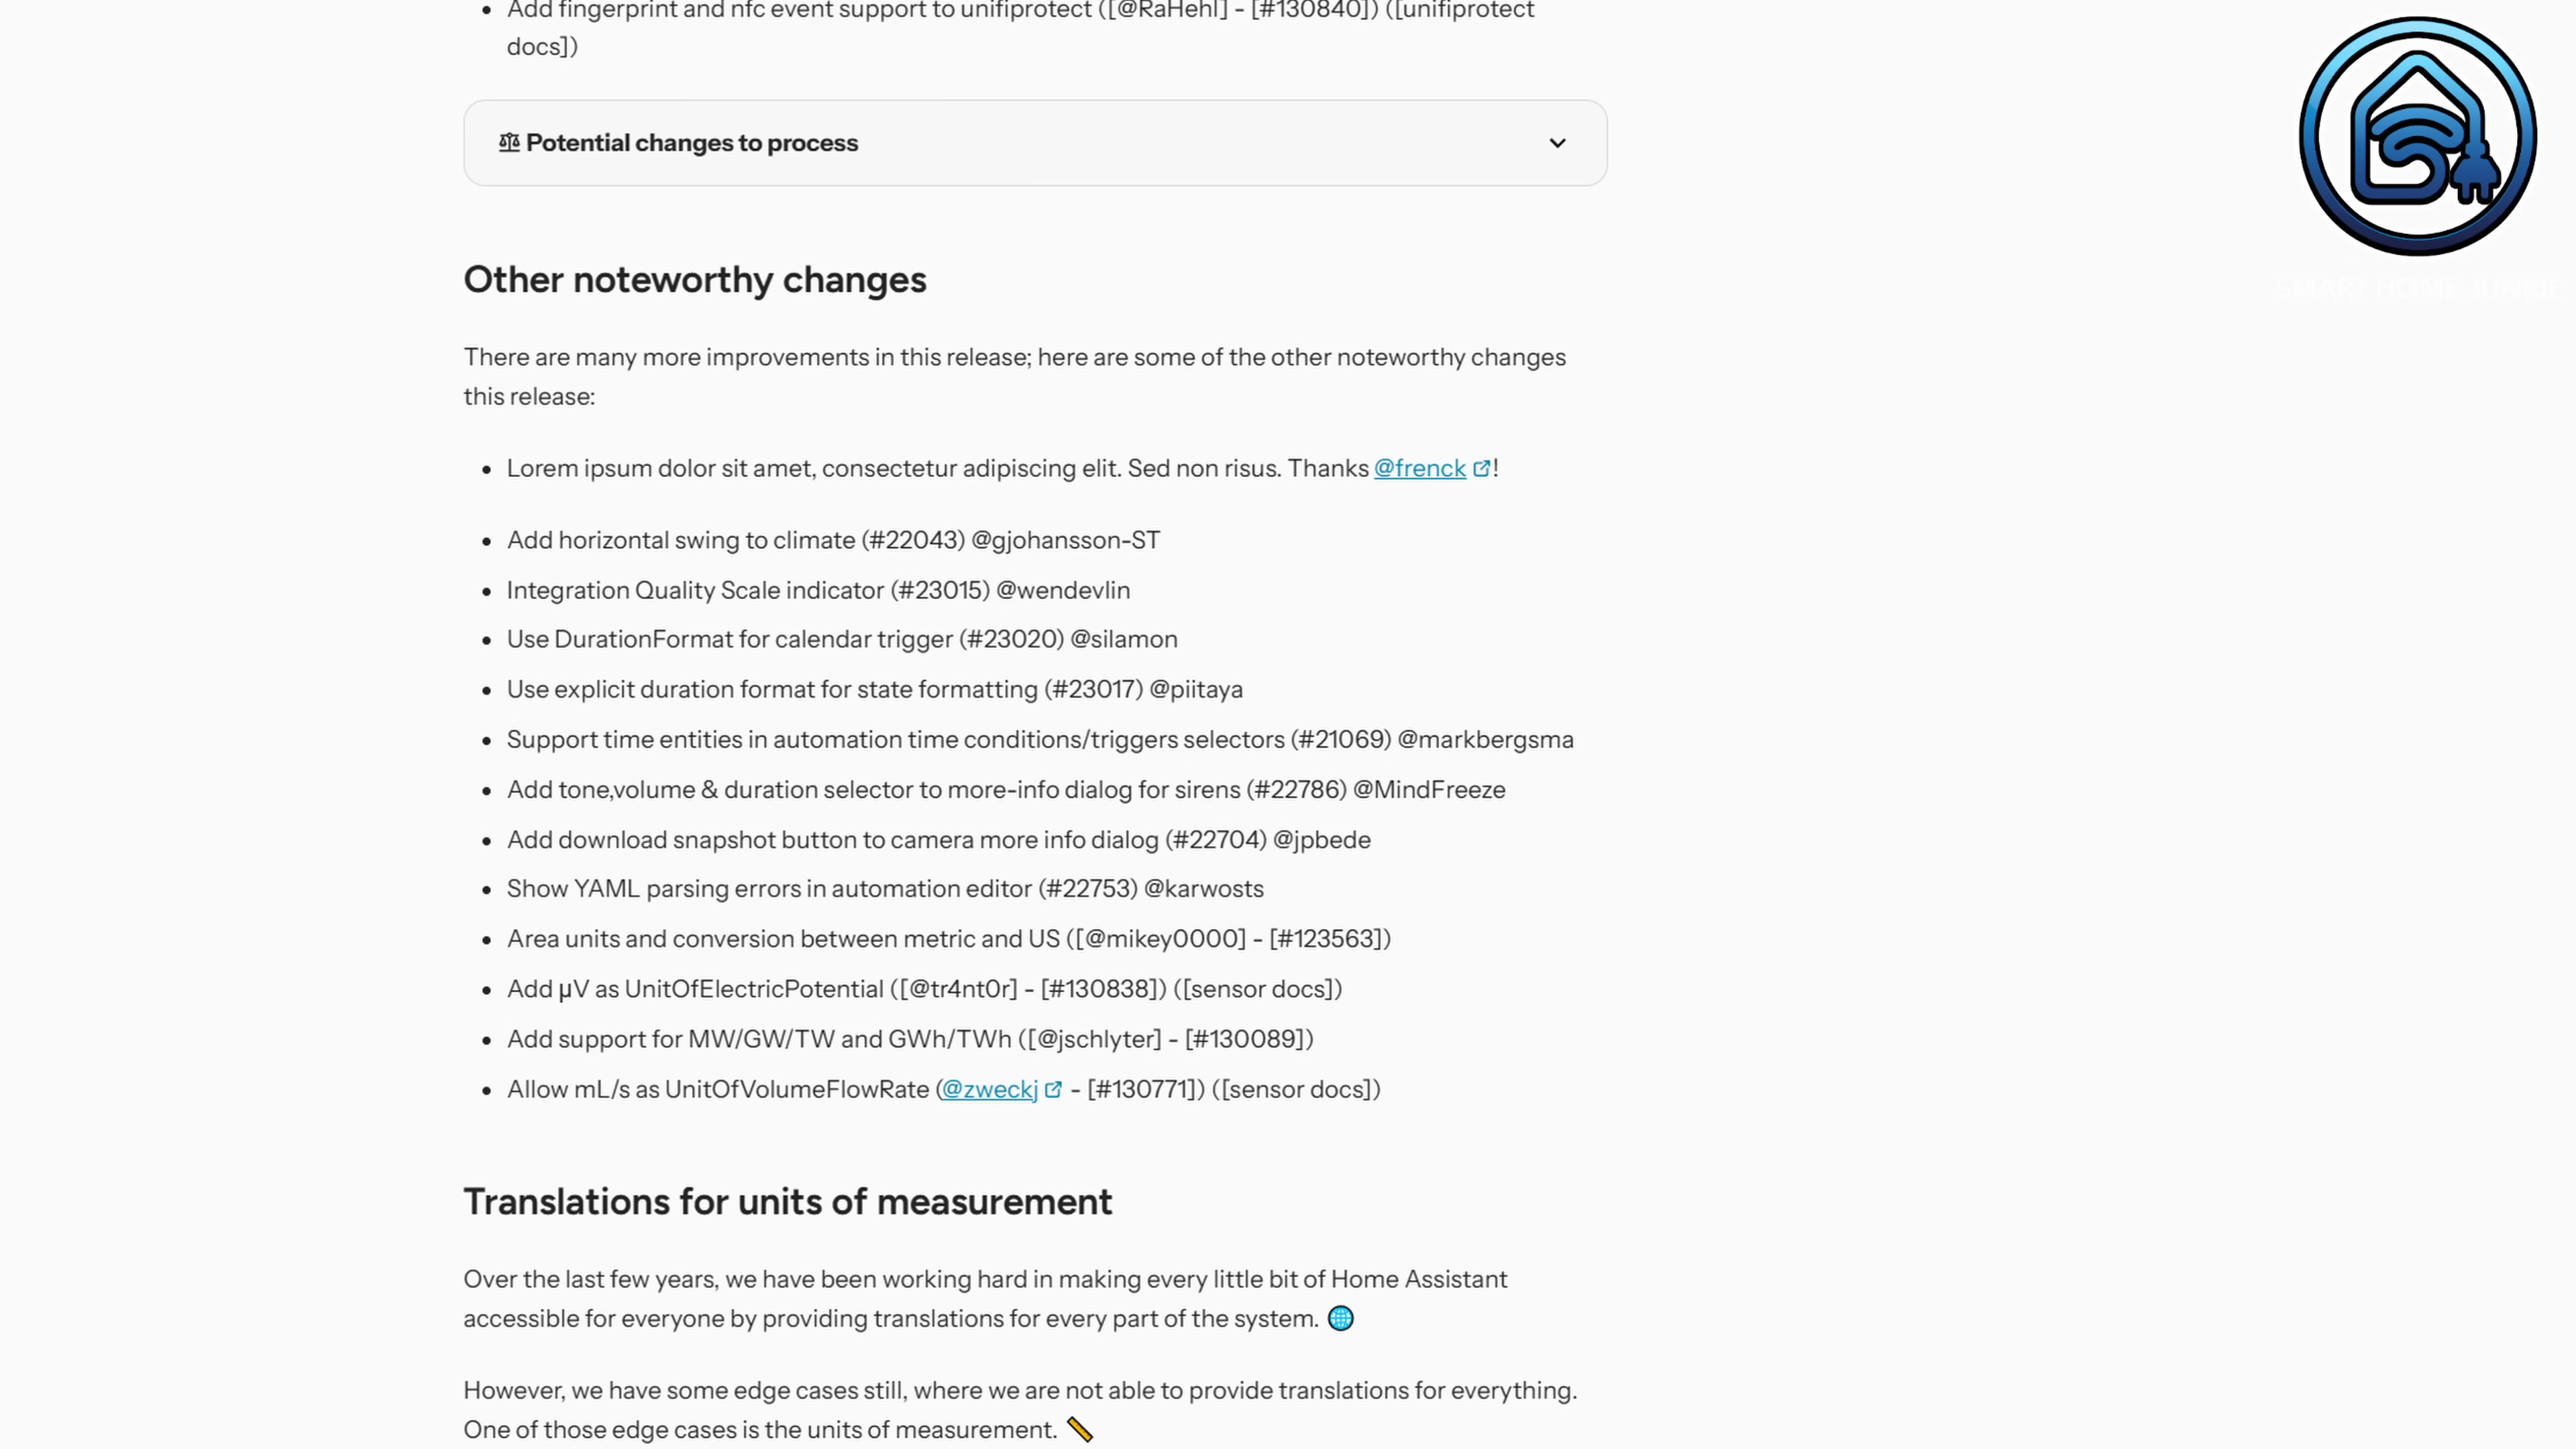 Add fingerprint and nfc event support to unifiprotect ([@RaHehl] - [#130840]) ([unifiprotect
docs])
Potential changes to process
Other noteworthy changes
There are many more improvements in this release; here are some of the other noteworthy changes
this release:
Lorem ipsum dolor sit amet, consectetur adipiscing elit. Sed non risus. Thanks @frenck!
Add horizontal swing to climate (#22043) @gjohansson-ST
Integration Quality Scale indicator (#23015) @wendevlin
Use DurationFormat for calendar trigger (#23020) @silamon
Use explicit duration format for state formatting (#23017) @piitaya
Support time entities in automation time conditions/triggers selectors (#21069) @markbergsma
Add tone,volume & duration selector to more-info dialog for sirens (#22786) @MindFreeze
Add download snapshot button to camera more info dialog (#22704) @jpbede
Show YAML parsing errors in automation editor (#22753) @karwosts
Area units and conversion between metric and US ([@mikey0000] - [#123563])
Add µV as UnitOfElectricPotential ([@tr4nt0r] - [#130838]) ([sensor docs])
Add support for MW/GW/TW and GWh/TWh ([@jschlyter] - [#130089])
Allow mL/s as UnitOfVolumeFlowRate (@zweckj - [#130771]) ([sensor docs])
Translations for units of measurement
Over the last few years, we have been working hard in making every little bit of Home Assistant
accessible for everyone by providing translations for every part of the system. 🌐
However, we have some edge cases still, where we are not able to provide translations for everything.
One of those edge cases is the units of measurement. 📏
SMART HOME JUNKIE